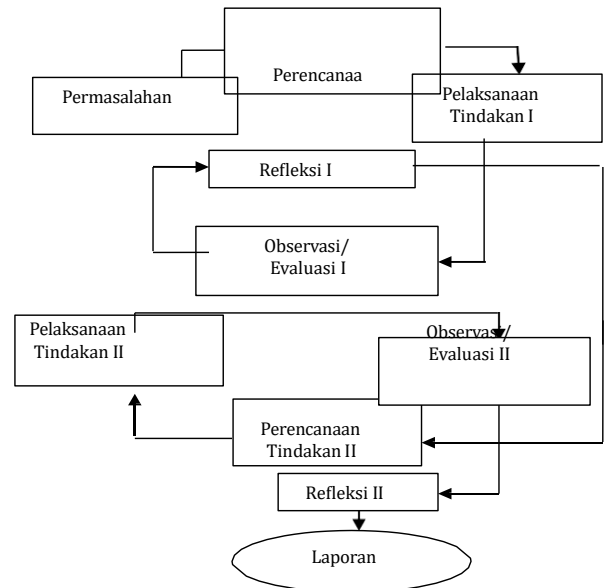 Perencanaa
Permasalahan
Pelaksanaan
Tindakan I
Refleksi I
Observasi/
Evaluasi I
Pelaksanaan
Tindakan II
Observasi/
Evaluasi II
Perencanaan
Tindakan II
Refleksi II
Laporan